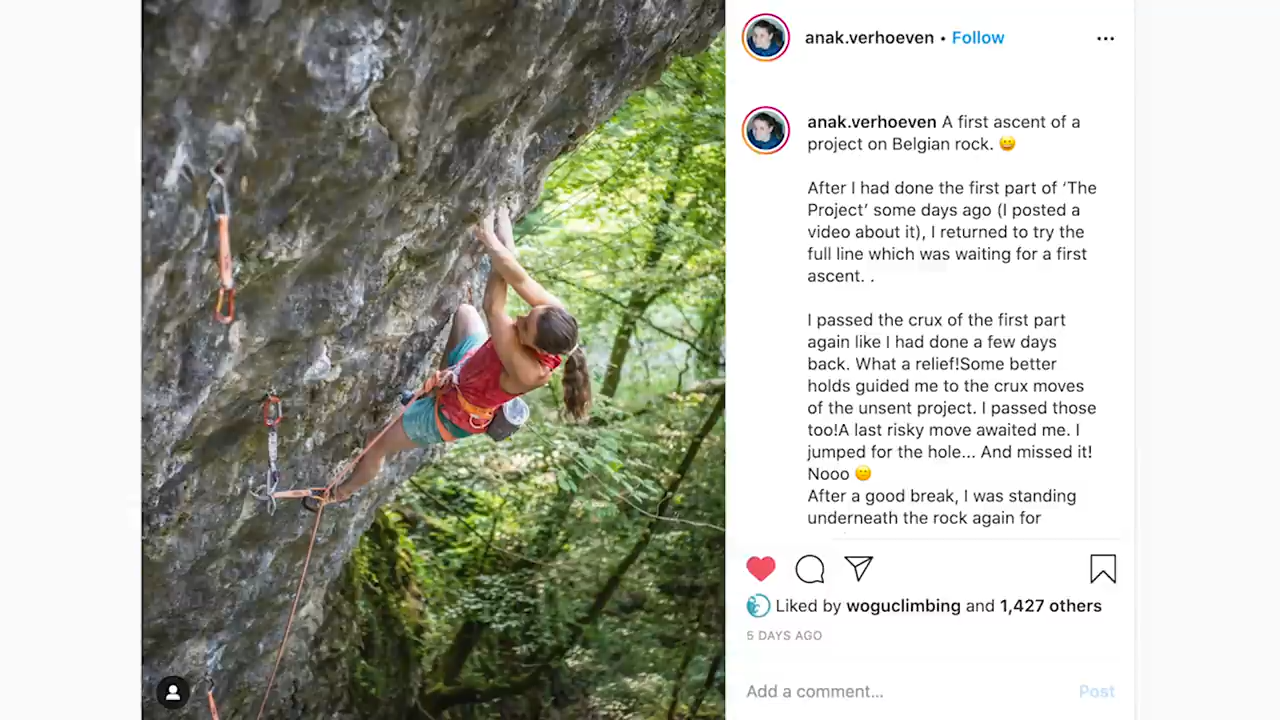 anak.verhoeven • Follow
anak.verhoeven A first ascent of a
project on Belgian rock. 😀
After I had done the first part of ‘The
Project’ some days ago (I posted a
video about it), I returned to try the
full line which was waiting for a first
ascent. .
I passed the crux of the first part
again like I had done a few days
back. What a relief!Some better
holds guided me to the crux moves
of the unsent project. I passed those
too!A last risky move awaited me. I
jumped for the hole... And missed it!
Nooo 😕
After a good break, I was standing
underneath the rock again for
Liked by woguclimbing and 1,427 others
5 DAYS AGO
Add a comment... Post